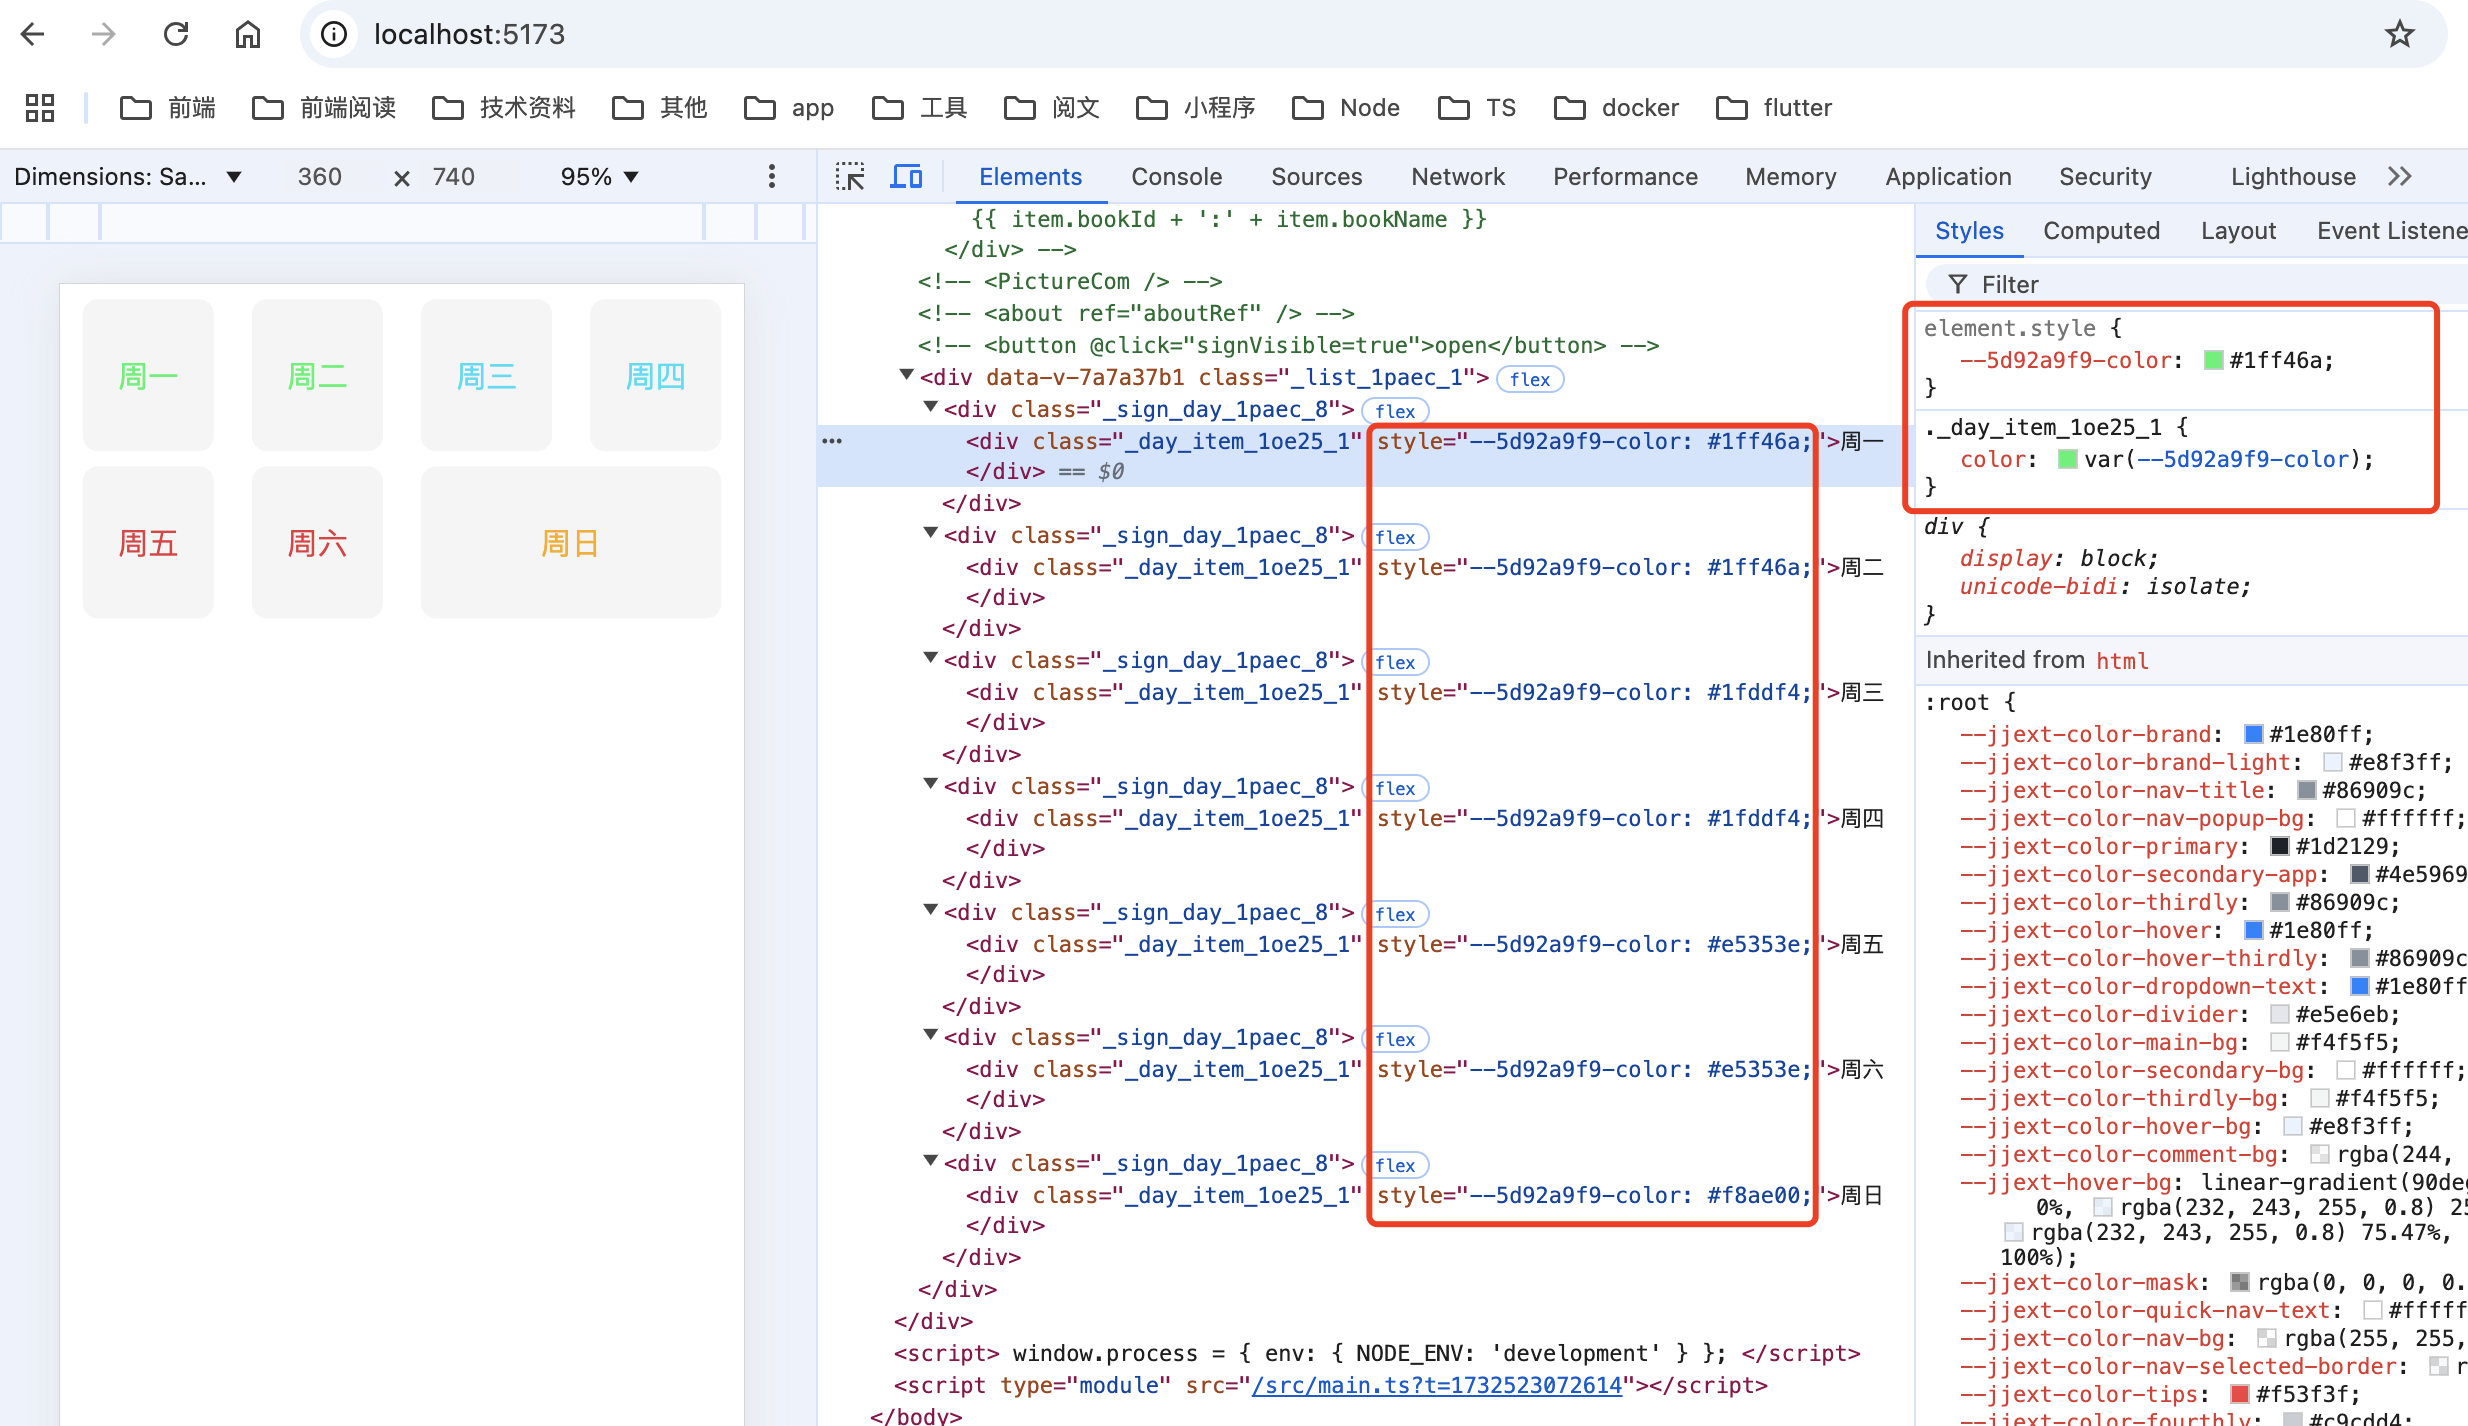 localhost:5173
前端 前端阅读 技术资料 其他 app 工具 阅文 小程序 Node TS docker flutter
Dimensions: Sa... ▼ 360 × 740 95% ▼
周一 周二 周三 周四
周五 周六 周日
Elements Console Sources Network Performance Memory Application Security Lighthouse
{{ item.bookId + ':' + item.bookName }}
</div> -->
<!-- <PictureCom /> -->
<!-- <about ref="aboutRef" /> -->
<!-- <button @click="signVisible=true">open</button> -->
<div data-v-7a7a37b1 class="_list_1paec_1"> flex
<div class="_sign_day_1paec_8"> flex
<div class="_day_item_1oe25_1" style="--5d92a9f9-color: #1ff46a;">周一
</div> == $0
</div>
<div class="_sign_day_1paec_8"> flex
<div class="_day_item_1oe25_1" style="--5d92a9f9-color: #1ff46a;">周二
</div>
</div>
<div class="_sign_day_1paec_8"> flex
<div class="_day_item_1oe25_1" style="--5d92a9f9-color: #1fddf4;">周三
</div>
</div>
<div class="_sign_day_1paec_8"> flex
<div class="_day_item_1oe25_1" style="--5d92a9f9-color: #1fddf4;">周四
</div>
</div>
<div class="_sign_day_1paec_8"> flex
<div class="_day_item_1oe25_1" style="--5d92a9f9-color: #e5353e;">周五
</div>
</div>
<div class="_sign_day_1paec_8"> flex
<div class="_day_item_1oe25_1" style="--5d92a9f9-color: #e5353e;">周六
</div>
</div>
<div class="_sign_day_1paec_8"> flex
<div class="_day_item_1oe25_1" style="--5d92a9f9-color: #f8ae00;">周日
</div>
</div>
</div>
</div>
<script> window.process = { env: { NODE_ENV: 'development' } }; </script>
<script type="module" src="/src/main.ts?t=1732523072614"></script>
</body>
Styles Computed Layout Event Listene
Filter
element.style {
--5d92a9f9-color: #1ff46a;
}
._day_item_1oe25_1 {
color: var(--5d92a9f9-color);
}
div {
display: block;
unicode-bidi: isolate;
}
Inherited from html
:root {
--jjext-color-brand: #1e80ff;
--jjext-color-brand-light: #e8f3ff;
--jjext-color-nav-title: #86909c;
--jjext-color-nav-popup-bg: #ffffff;
--jjext-color-primary: #1d2129;
--jjext-color-secondary-app: #4e5969
--jjext-color-thirdly: #86909c;
--jjext-color-hover: #1e80ff;
--jjext-color-hover-thirdly: #86909c
--jjext-color-dropdown-text: #1e80ff
--jjext-color-divider: #e5e6eb;
--jjext-color-main-bg: #f4f5f5;
--jjext-color-secondary-bg: #ffffff;
--jjext-color-thirdly-bg: #f4f5f5;
--jjext-color-hover-bg: #e8f3ff;
--jjext-color-comment-bg: rgba(244,
--jjext-hover-bg: linear-gradient(90deg
0%, rgba(232, 243, 255, 0.8) 25
rgba(232, 243, 255, 0.8) 75.47%,
100%);
--jjext-color-mask: rgba(0, 0, 0, 0.
--jjext-color-quick-nav-text: #fffff
--jjext-color-nav-bg: rgba(255, 255,
--jjext-color-nav-selected-border: r
--jjext-color-tips: #f53f3f;
--jjext-color-fourthly: #c9cdd4;